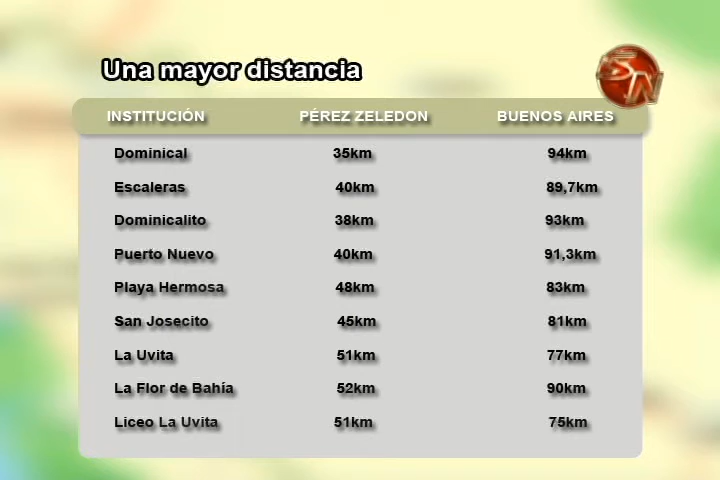 Una mayor distancia
SN
INSTITUCIÓN PÉREZ ZELEDON BUENOS AIRES
Dominical 35km 94km
Escaleras 40km 89,7km
Dominicalito 38km 93km
Puerto Nuevo 40km 91,3km
Playa Hermosa 48km 83km
San Josecito 45km 81km
La Uvita 51km 77km
La Flor de Bahía 52km 90km
Liceo La Uvita 51km 75km